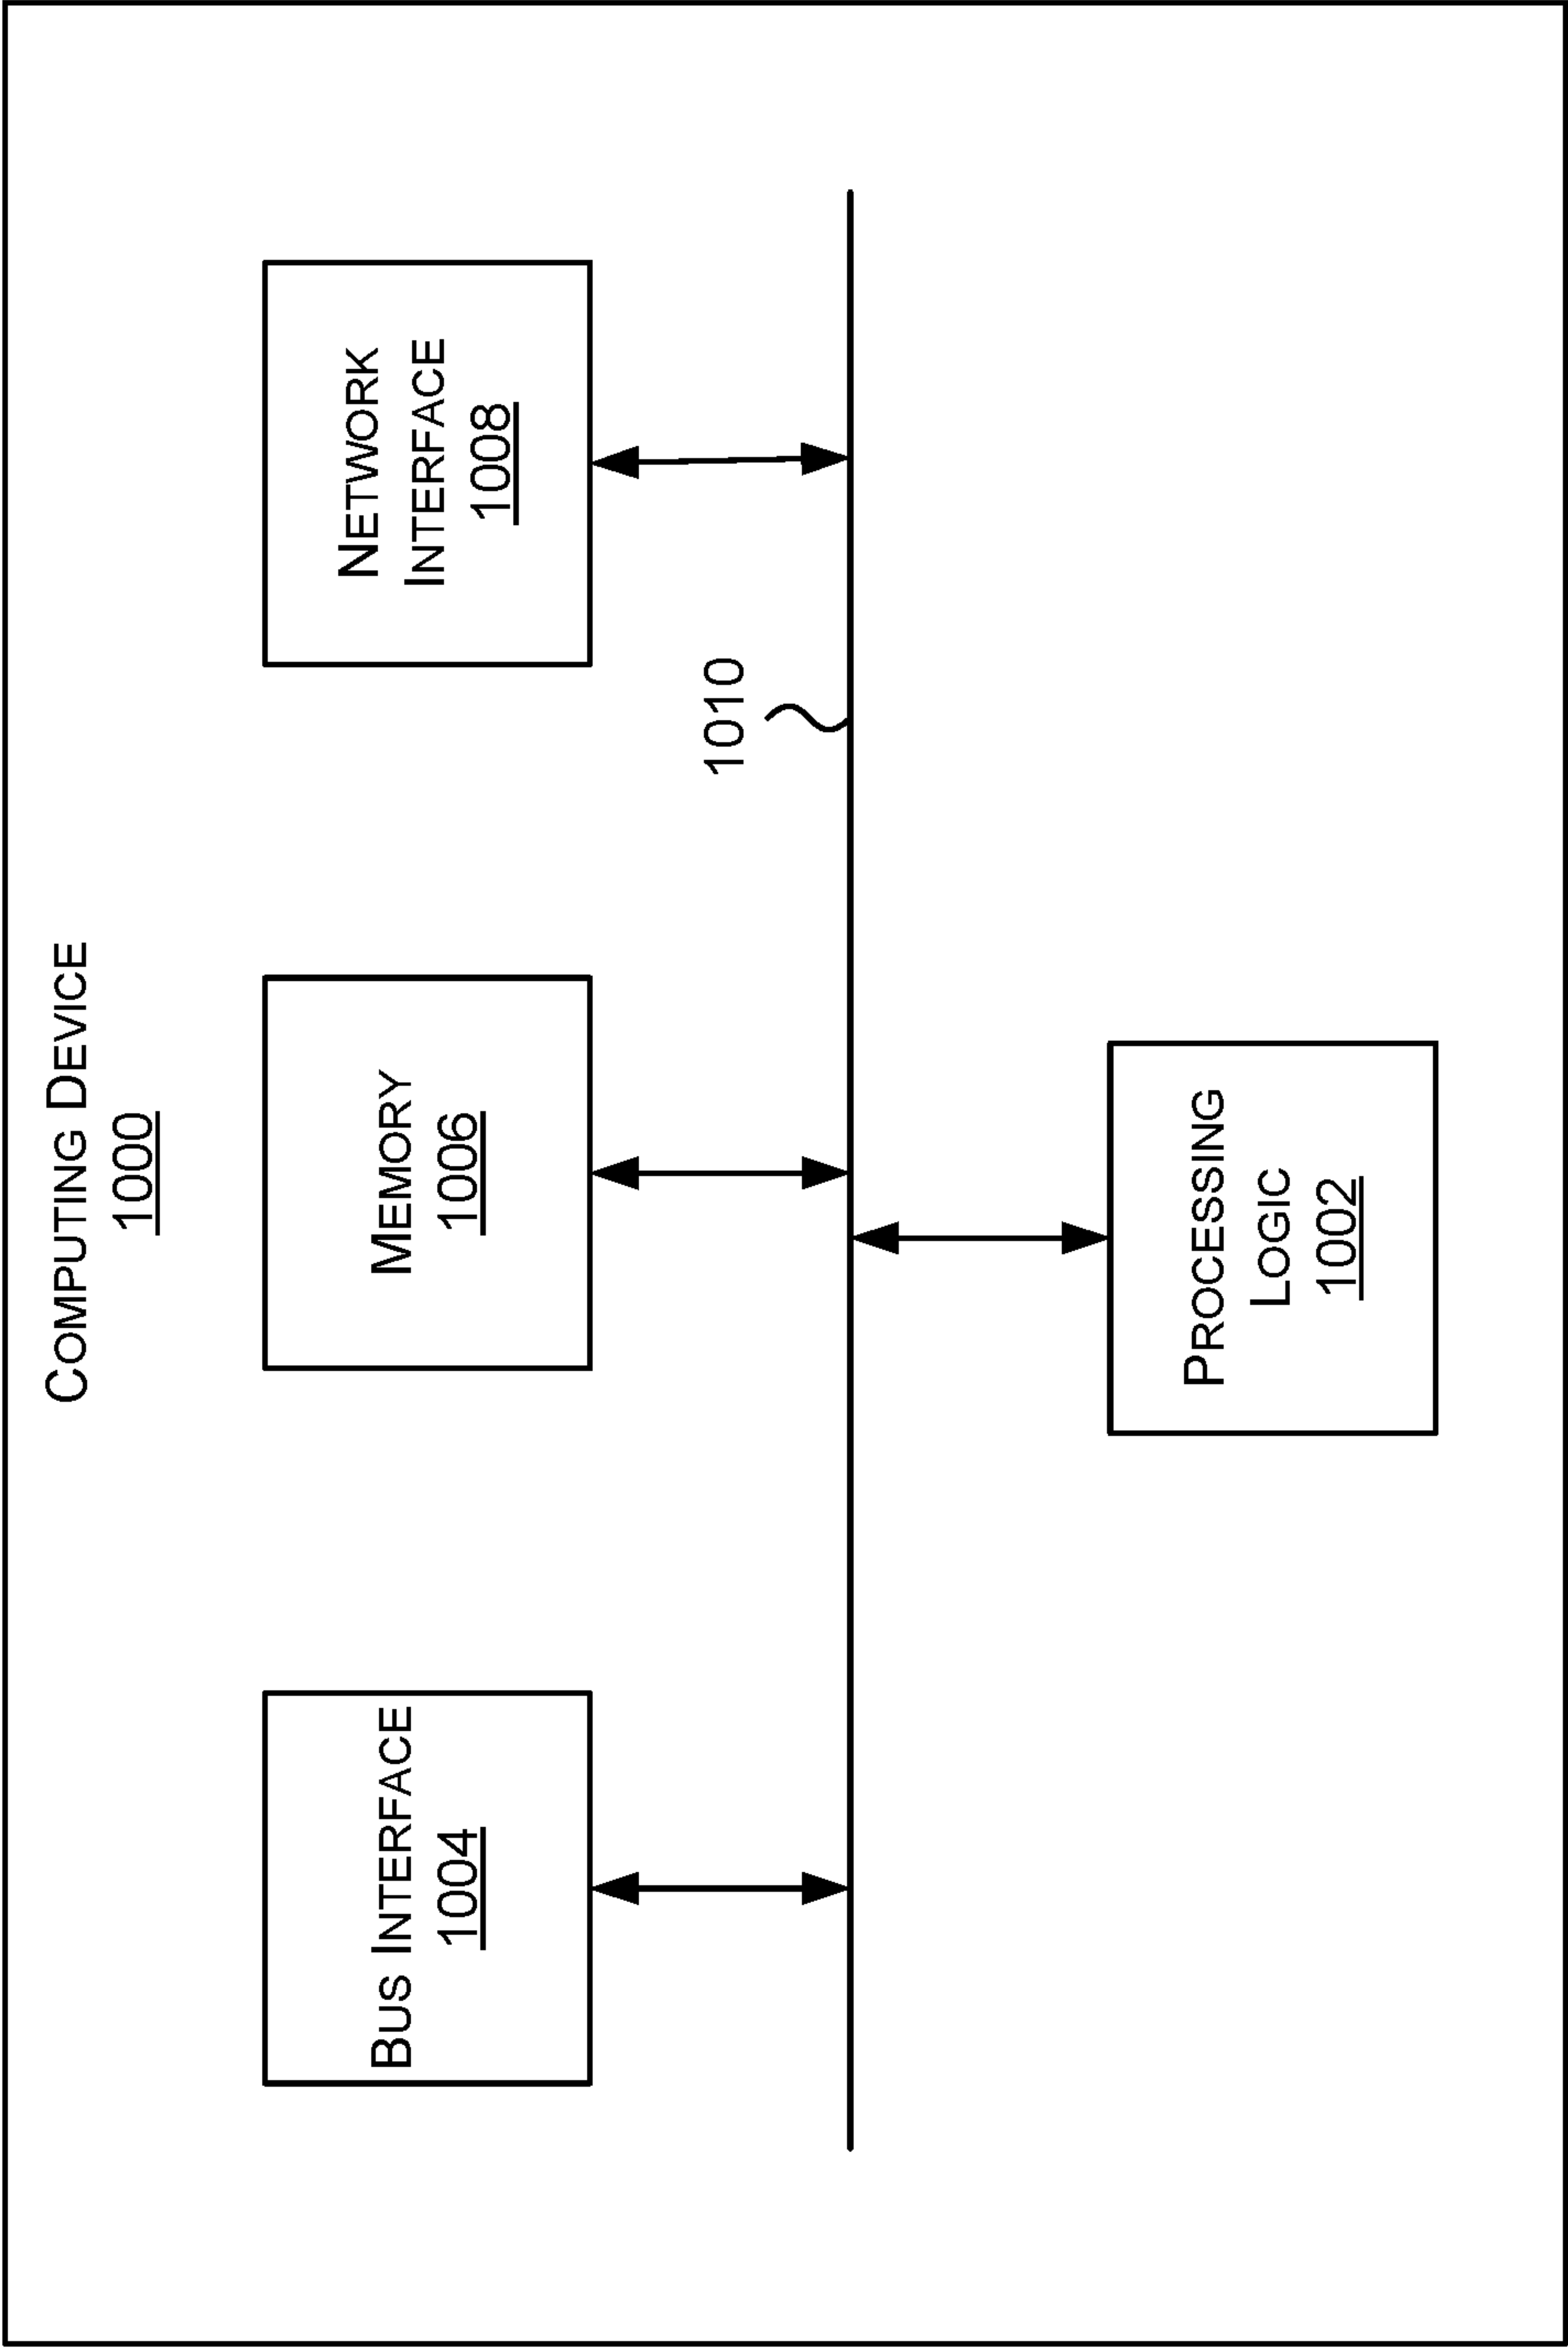 COMPUTING DEVICE
1000
BUS INTERFACE
1004
MEMORY
1006
NETWORK
INTERFACE
1008
1010
PROCESSING
LOGIC
1002